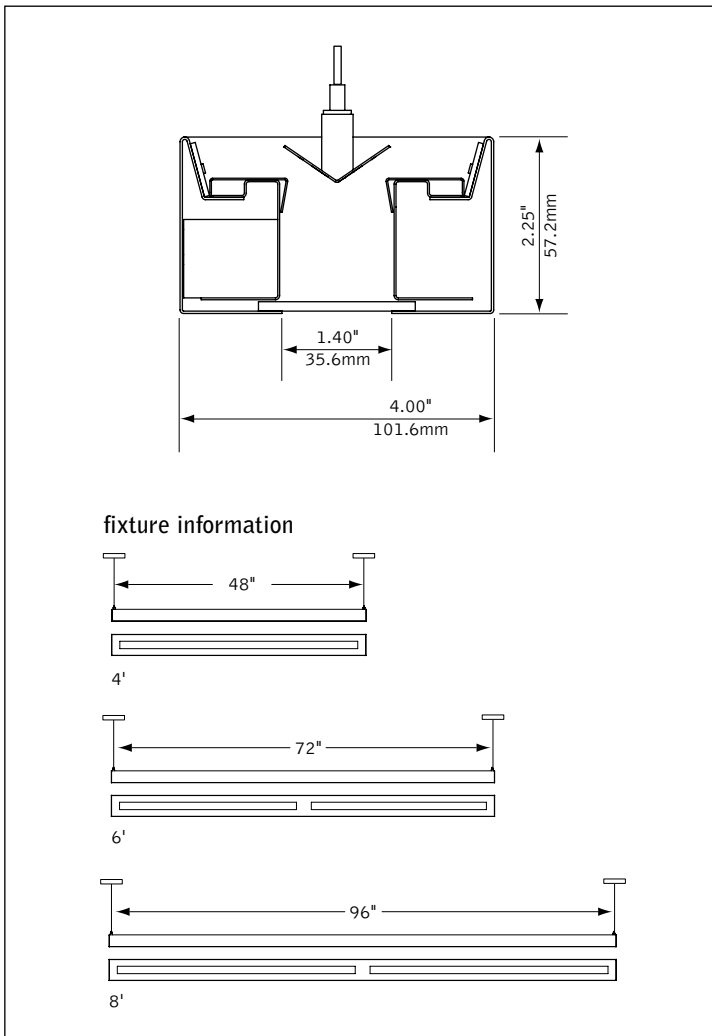 2.25"
57.2mm
1.40"
35.6mm
4.00"
101.6mm
fixture information
48"
4'
72"
6'
96"
8'